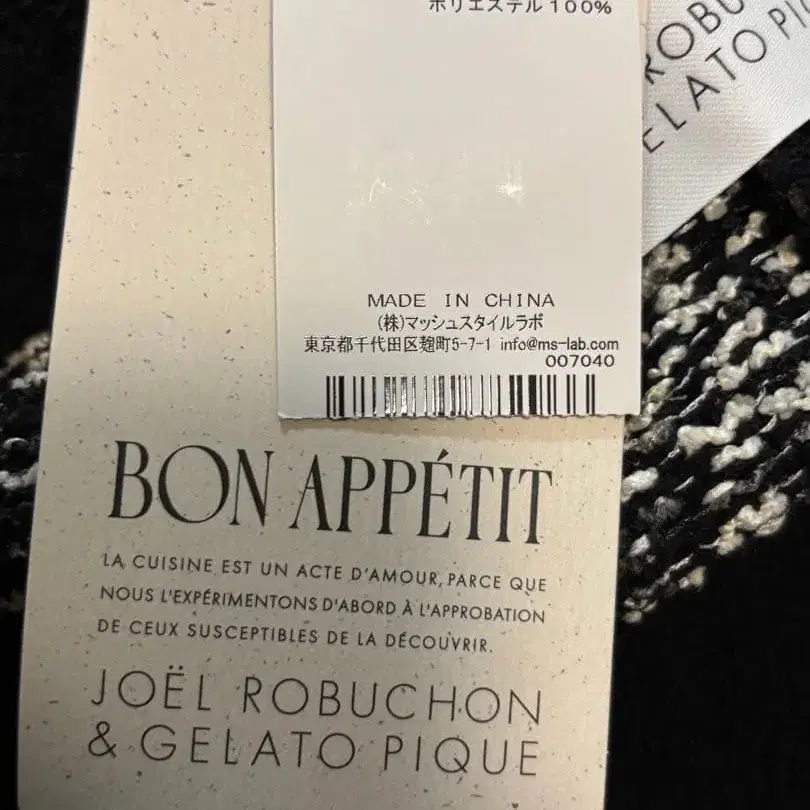 ポリエステル100%
ROBU
ELATO PI
MADE IN CHINA
(株)マッシュスタイルラボ
東京都千代田区麹町5-7-1 info@ms-lab.com
007040
BON APPÉTIT
LA CUISINE EST UN ACTE D'AMOUR, PARCE QUE
NOUS L'EXPÉRIMENTONS D'ABORD À L'APPROBATION
DE CEUX SUSCEPTIBLES DE LA DÉCOUVRIR.
JOËL ROBUCHON
& GELATO PIQUE